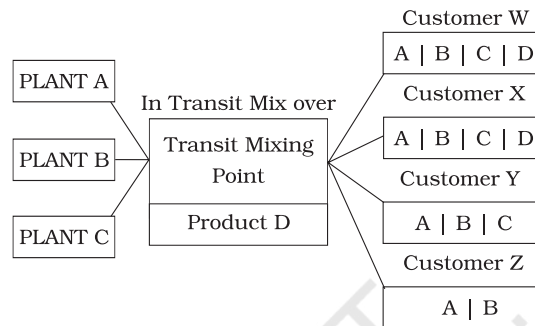 PLANT A
PLANT B
PLANT C
In Transit Mix over
Transit Mixing
Point
Product D
Customer W
A | B | C | D
Customer X
A | B | C | D
Customer Y
A | B | C
Customer Z
A | B